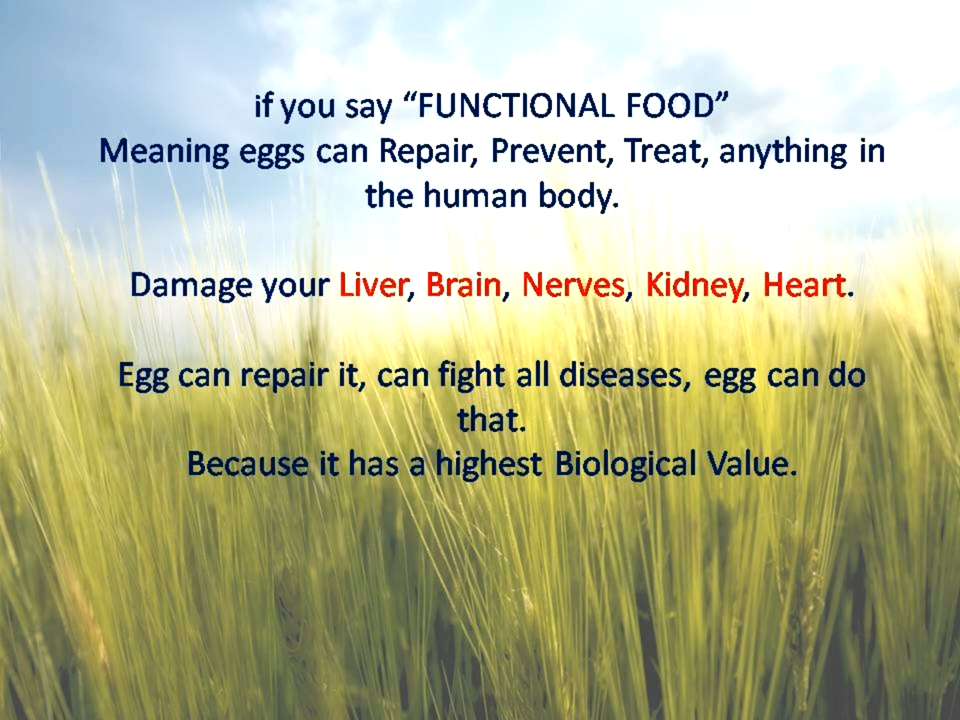 if you say “FUNCTIONAL FOOD”
Meaning eggs can Repair, Prevent, Treat, anything in
the human body.
Damage your Liver, Brain, Nerves, Kidney, Heart.
Egg can repair it, can fight all diseases, egg can do
that.
Because it has a highest Biological Value.